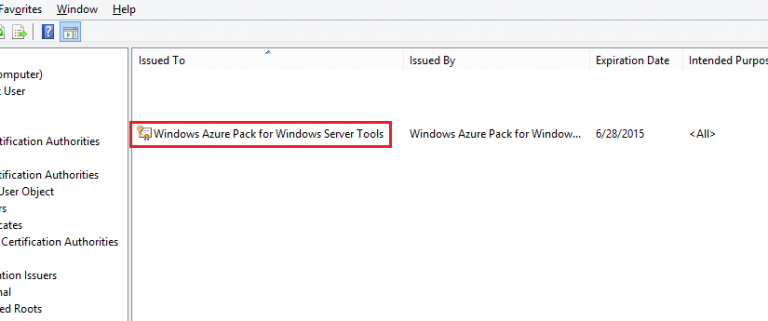 Favorites Window Help
Issued To Issued By Expiration Date Intended Purpos
omputer)
t User
tification Authorities
Windows Azure Pack for Windows Server Tools Windows Azure Pack for Window... 6/28/2015 <All>
tification Authorities
User Object
rs
cates
Certification Authorities
tion Issuers
nal
ed Roots